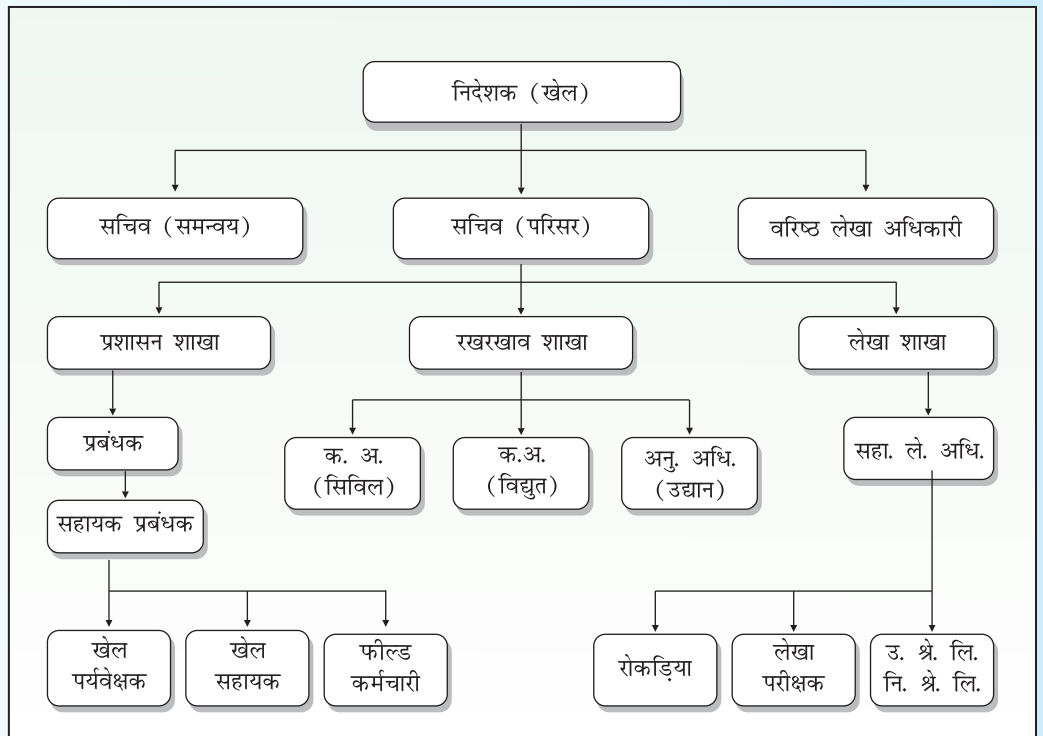 निदेशक (खेल)
सचिव (समन्वय)
सचिव (परिसर)
वरिष्ठ लेखा अधिकारी
प्रशासन शाखा
रखरखाव शाखा
लेखा शाखा
प्रबंधक
क. अ.
(सिविल)
क.अ.
(विद्युत)
अनु. अधि.
(उद्यान)
सहा. ले. अधि.
सहायक प्रबंधक
खेल
पर्यवेक्षक
खेल
सहायक
फील्ड
कर्मचारी
रोकड़िया
लेखा
परीक्षक
उ. श्रे. लि.
नि. श्रे. लि.